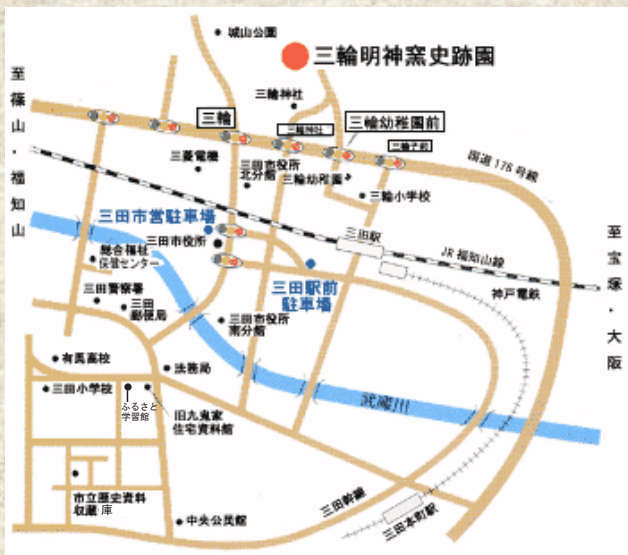 城山公園
三輪明神窯史跡園
至篠山・福知山
三輪神社
三輪
三輪神社
三輪幼稚園前
三輪子前
国道176号線
三菱電機
三田市役所
北分館
三輪幼稚園
三輪小学校
三田市営駐車場
三田市役所
三田駅
JR福知山線
至宝塚・大阪
総合福祉
保健センター
三田駅前
駐車場
神戸電鉄
三田警察署
三田
郵便局
三田市役所
南分館
有馬高校
法務局
三田小学校
ふるさと
学習館
旧九鬼家
住宅資料館
武庫川
市立歴史資料
収蔵庫
中央公民館
三田幹線
三田本町駅